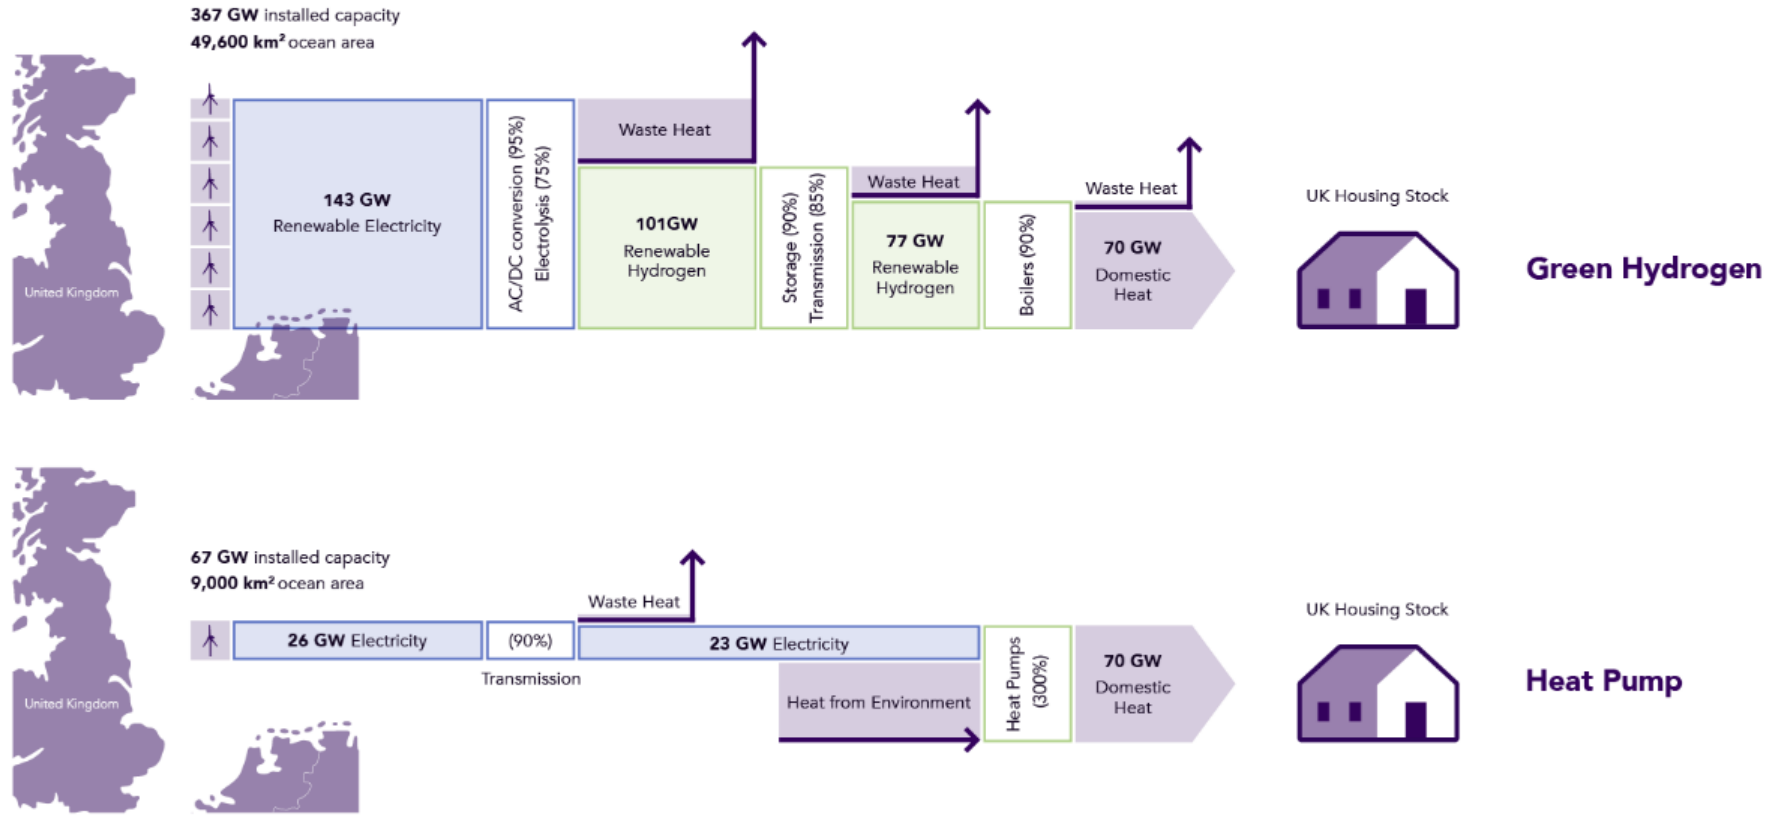 367 GW installed capacity
49,600 km² ocean area
United Kingdom
143 GW
Renewable Electricity
AC/DC conversion (95%)
Electrolysis (75%)
Waste Heat
101GW
Renewable
Hydrogen
Storage (90%)
Transmission (85%)
Waste Heat
77 GW
Renewable
Hydrogen
Boilers (90%)
Waste Heat
70 GW
Domestic
Heat
UK Housing Stock
Green Hydrogen
67 GW installed capacity
9,000 km² ocean area
United Kingdom
26 GW Electricity
(90%)
Transmission
Waste Heat
23 GW Electricity
Heat from Environment
Heat Pumps
(300%)
70 GW
Domestic
Heat
UK Housing Stock
Heat Pump